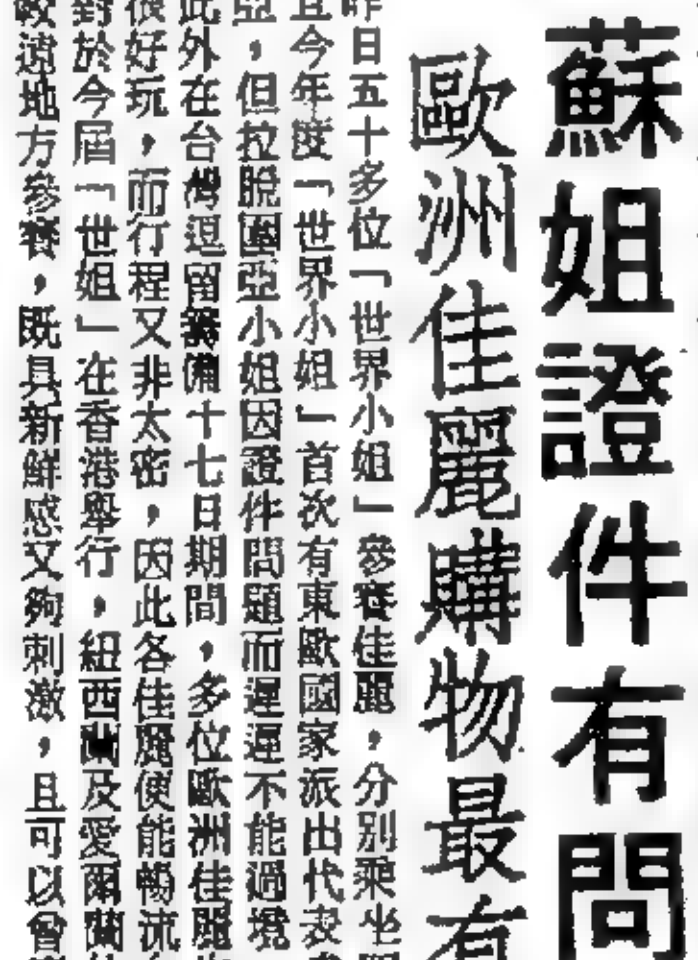 蘇姐證件有問
歐洲佳麗購物最有
昨日五十多位「世界小姐」參賽佳麗，分別乘坐
且今年度「世界小姐」首次有東歐國家派出代表
亞，但拉脫維亞小姐因證件問題而遲遲不能過境
此外在台灣逗留籌備十七日期間，多位歐洲佳麗
很好玩，而行程又非太密，因此各佳麗便能暢流
對於今屆「世姐」在香港舉行，紐西蘭及愛爾蘭
較遠地方參賽，既具新鮮感又夠刺激，且可以會